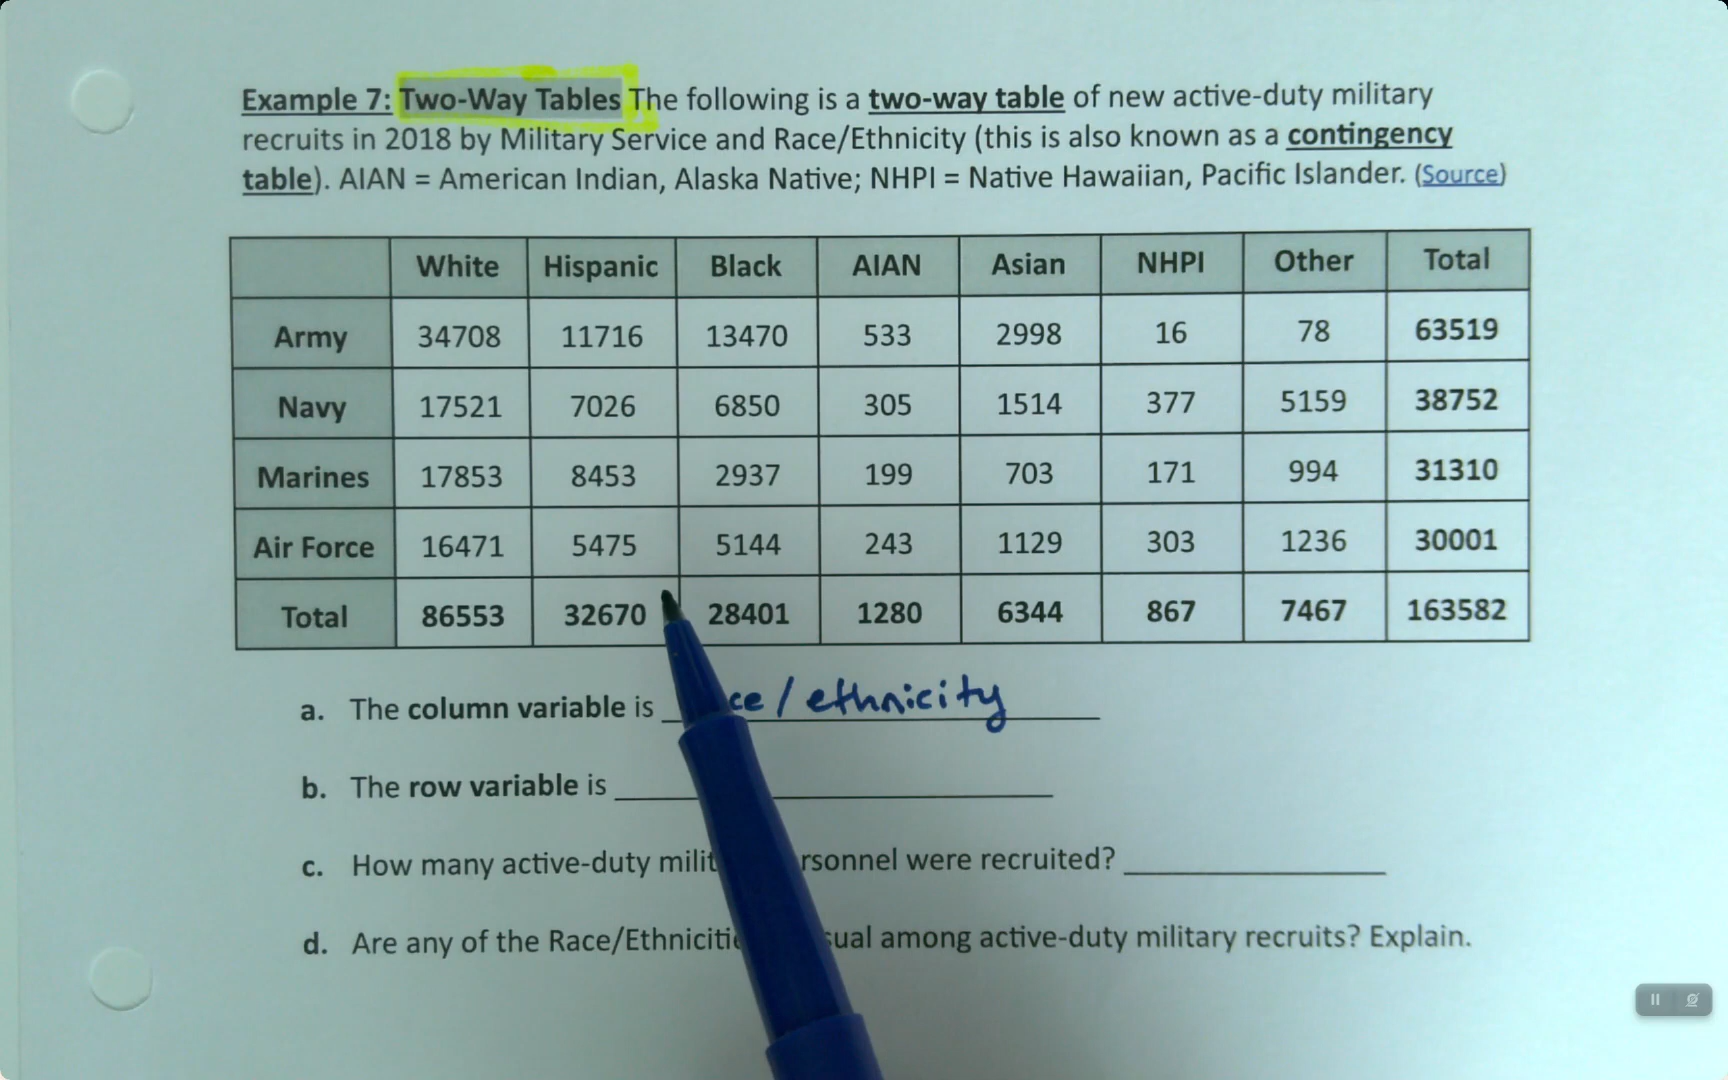 Example 7: Two-Way Tables The following is a two-way table of new active-duty military
recruits in 2018 by Military Service and Race/Ethnicity (this is also known as a contingency
table). AIAN = American Indian, Alaska Native; NHPI = Native Hawaiian, Pacific Islander. (Source)
White Hispanic Black AIAN Asian NHPI Other Total
Army 34708 11716 13470 533 2998 16 78 63519
Navy 17521 7026 6850 305 1514 377 5159 38752
Marines 17853 8453 2937 199 703 171 994 31310
Air Force 16471 5475 5144 243 1129 303 1236 30001
Total 86553 32670 28401 1280 6344 867 7467 163582
a. The column variable is / ethnicity
b. The row variable is
c. How many active-duty were recruited?
d. Are any of the among active-duty military recruits? Explain.